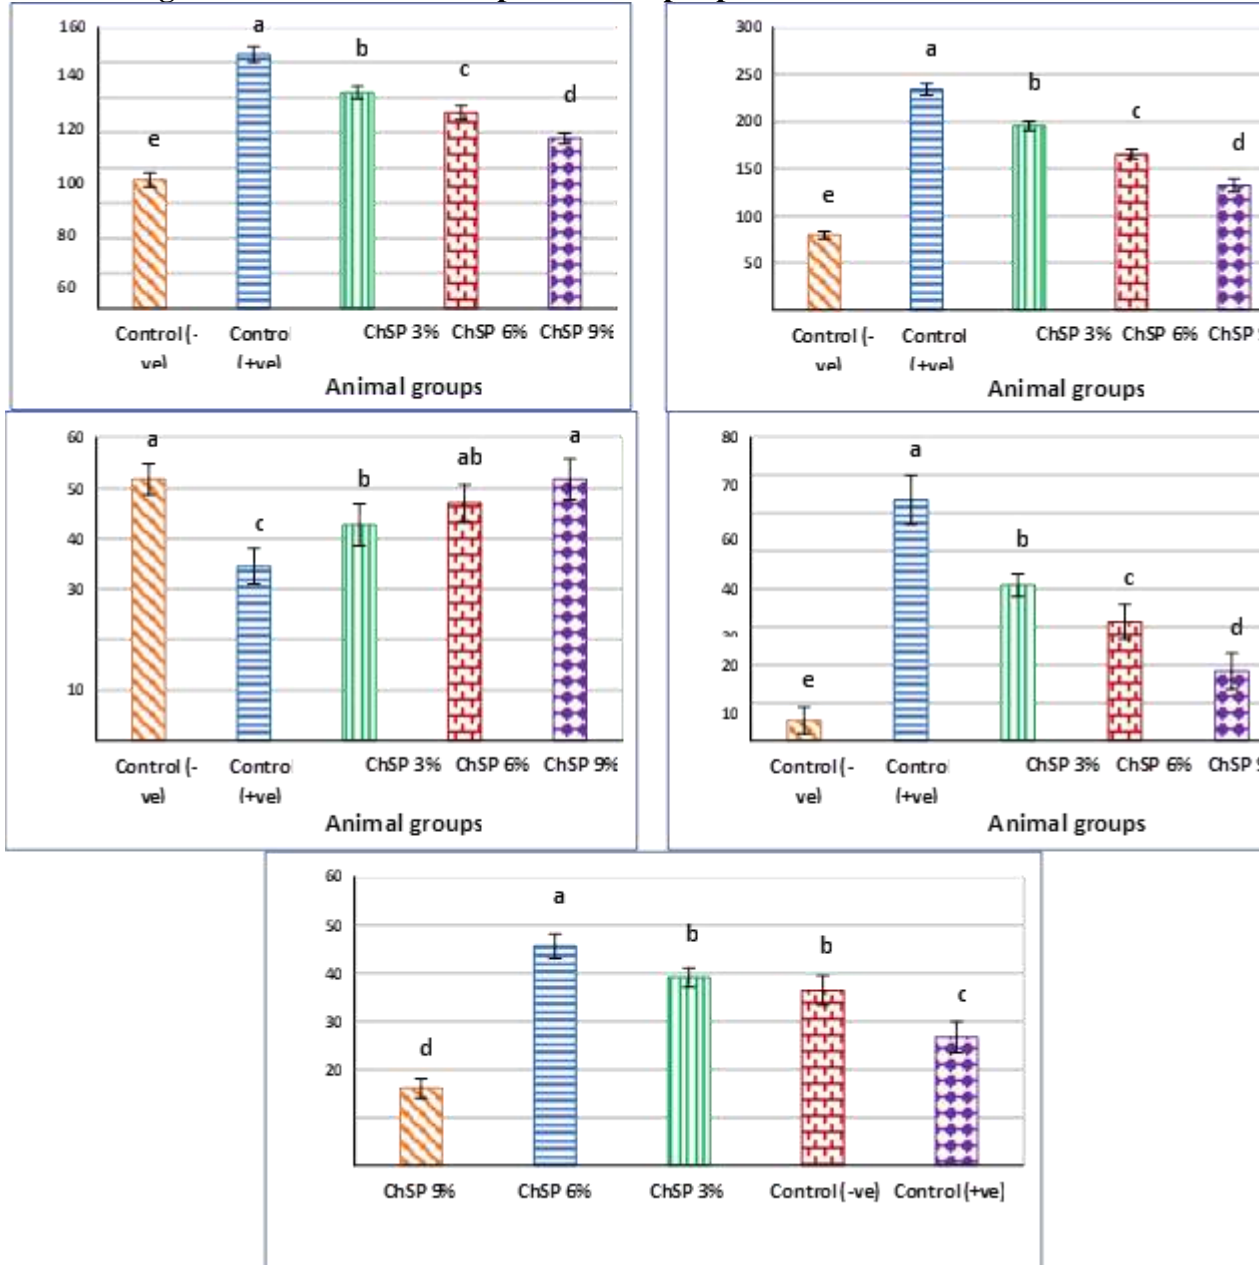 160
140
120
100
80
60
a
b
c
d
e
Control (-ve)
Control (+ve)
ChSP 3%
ChSP 6%
ChSP 9%
Animal groups
300
250
200
150
100
50
a
b
c
d
e
Control (-ve)
Control (+ve)
ChSP 3%
ChSP 6%
ChSP
Animal groups
60
50
40
30
10
a
c
b
ab
a
Control (-ve)
Control (+ve)
ChSP 3%
ChSP 6%
ChSP 9%
Animal groups
80
70
60
40
20
10
e
a
b
c
d
Control (-ve)
Control (+ve)
ChSP 3%
ChSP 6%
ChSP
Animal groups
60
50
40
30
20
d
a
b
b
c
ChSP 9%
ChSP 6%
ChSP 3%
Control (-ve)
Control (+ve)